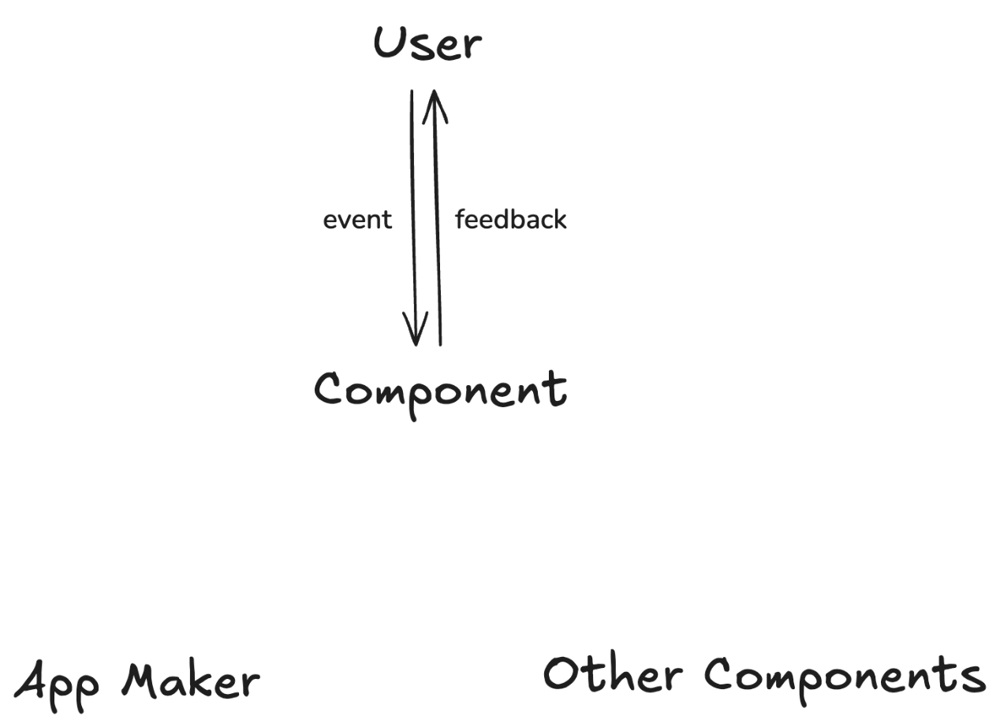 User
event
feedback
Component
App Maker
Other Components